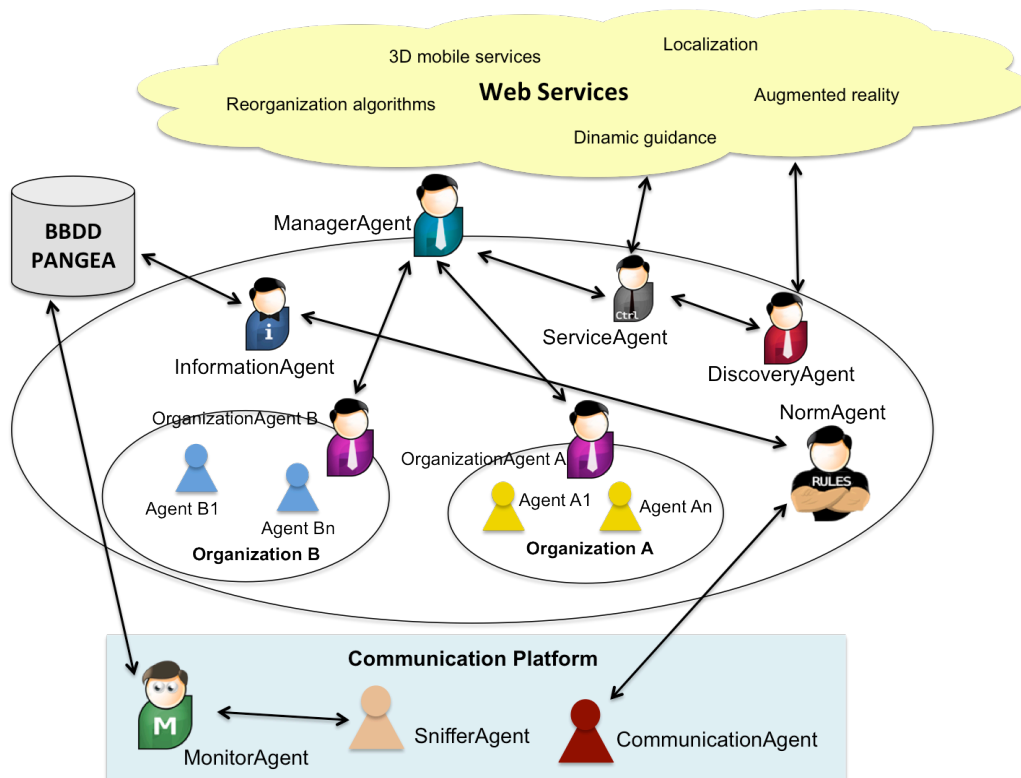 3D mobile services
Localization
Web Services
Reorganization algorithms
Augmented reality
Dinamic guidance
BBDD
PANGEA
ManagerAgent
i
InformationAgent
Ctrl
ServiceAgent
DiscoveryAgent
NormAgent
RULES
OrganizationAgent B
Agent B1
Agent Bn
Organization B
OrganizationAgent A
Agent A1
Agent An
Organization A
Communication Platform
M
MonitorAgent
SnifferAgent
CommunicationAgent